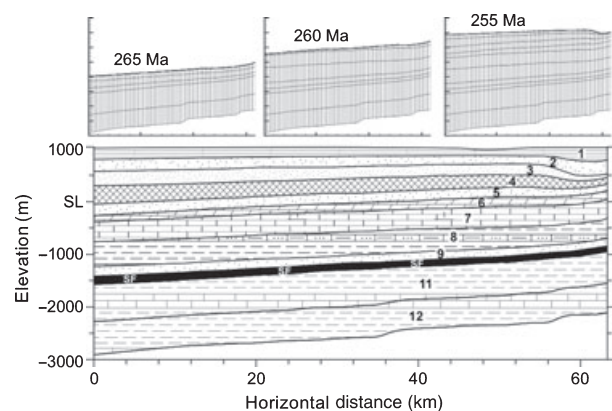 265 Ma
260 Ma
255 Ma
1000
SL
−1000
−2000
−3000
Elevation (m)
1
2
3
4
5
6
7
8
9
SF SF SF
11
12
0 20 40 60
Horizontal distance (km)